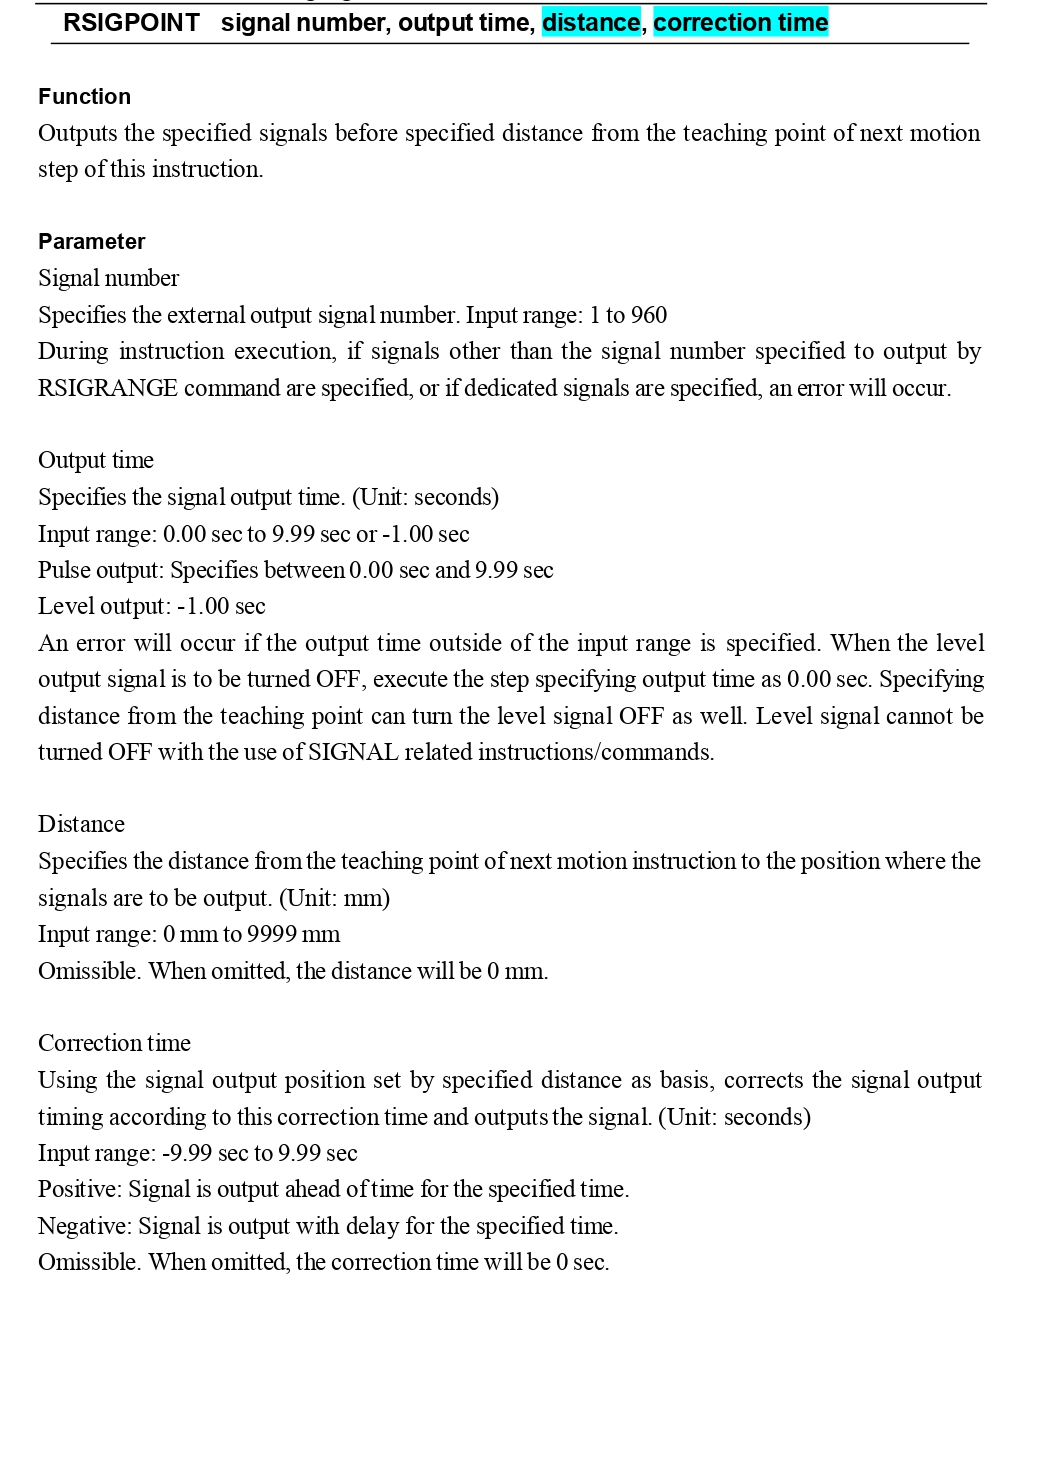 RSIGPOINT signal number, output time, distance, correction time
Function
Outputs the specified signals before specified distance from the teaching point of next motion
step of this instruction.
Parameter
Signal number
Specifies the external output signal number. Input range: 1 to 960
During instruction execution, if signals other than the signal number specified to output by
RSIGRANGE command are specified, or if dedicated signals are specified, an error will occur.
Output time
Specifies the signal output time. (Unit: seconds)
Input range: 0.00 sec to 9.99 sec or -1.00 sec
Pulse output: Specifies between 0.00 sec and 9.99 sec
Level output: -1.00 sec
An error will occur if the output time outside of the input range is specified. When the level
output signal is to be turned OFF, execute the step specifying output time as 0.00 sec. Specifying
distance from the teaching point can turn the level signal OFF as well. Level signal cannot be
turned OFF with the use of SIGNAL related instructions/commands.
Distance
Specifies the distance from the teaching point of next motion instruction to the position where the
signals are to be output. (Unit: mm)
Input range: 0 mm to 9999 mm
Omissible. When omitted, the distance will be 0 mm.
Correction time
Using the signal output position set by specified distance as basis, corrects the signal output
timing according to this correction time and outputs the signal. (Unit: seconds)
Input range: -9.99 sec to 9.99 sec
Positive: Signal is output ahead of time for the specified time.
Negative: Signal is output with delay for the specified time.
Omissible. When omitted, the correction time will be 0 sec.